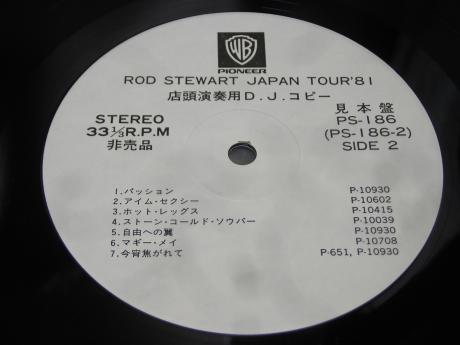 WB
PIONEER
ROD STEWART JAPAN TOUR'81
店頭演奏用D.J.コピー
STEREO
33⅓R.P.M
非売品
見本盤
PS-186
(PS-186-2)
SIDE 2
1.パッション P-10930
2.アイム・セクシー P-10602
3.ホット・レッグス P-10415
4.ストーン・コールド・ソウバー P-10039
5.自由への翼 P-10930
6.マギー・メイ P-10708
7.今宵焦がれて P-651, P-10930